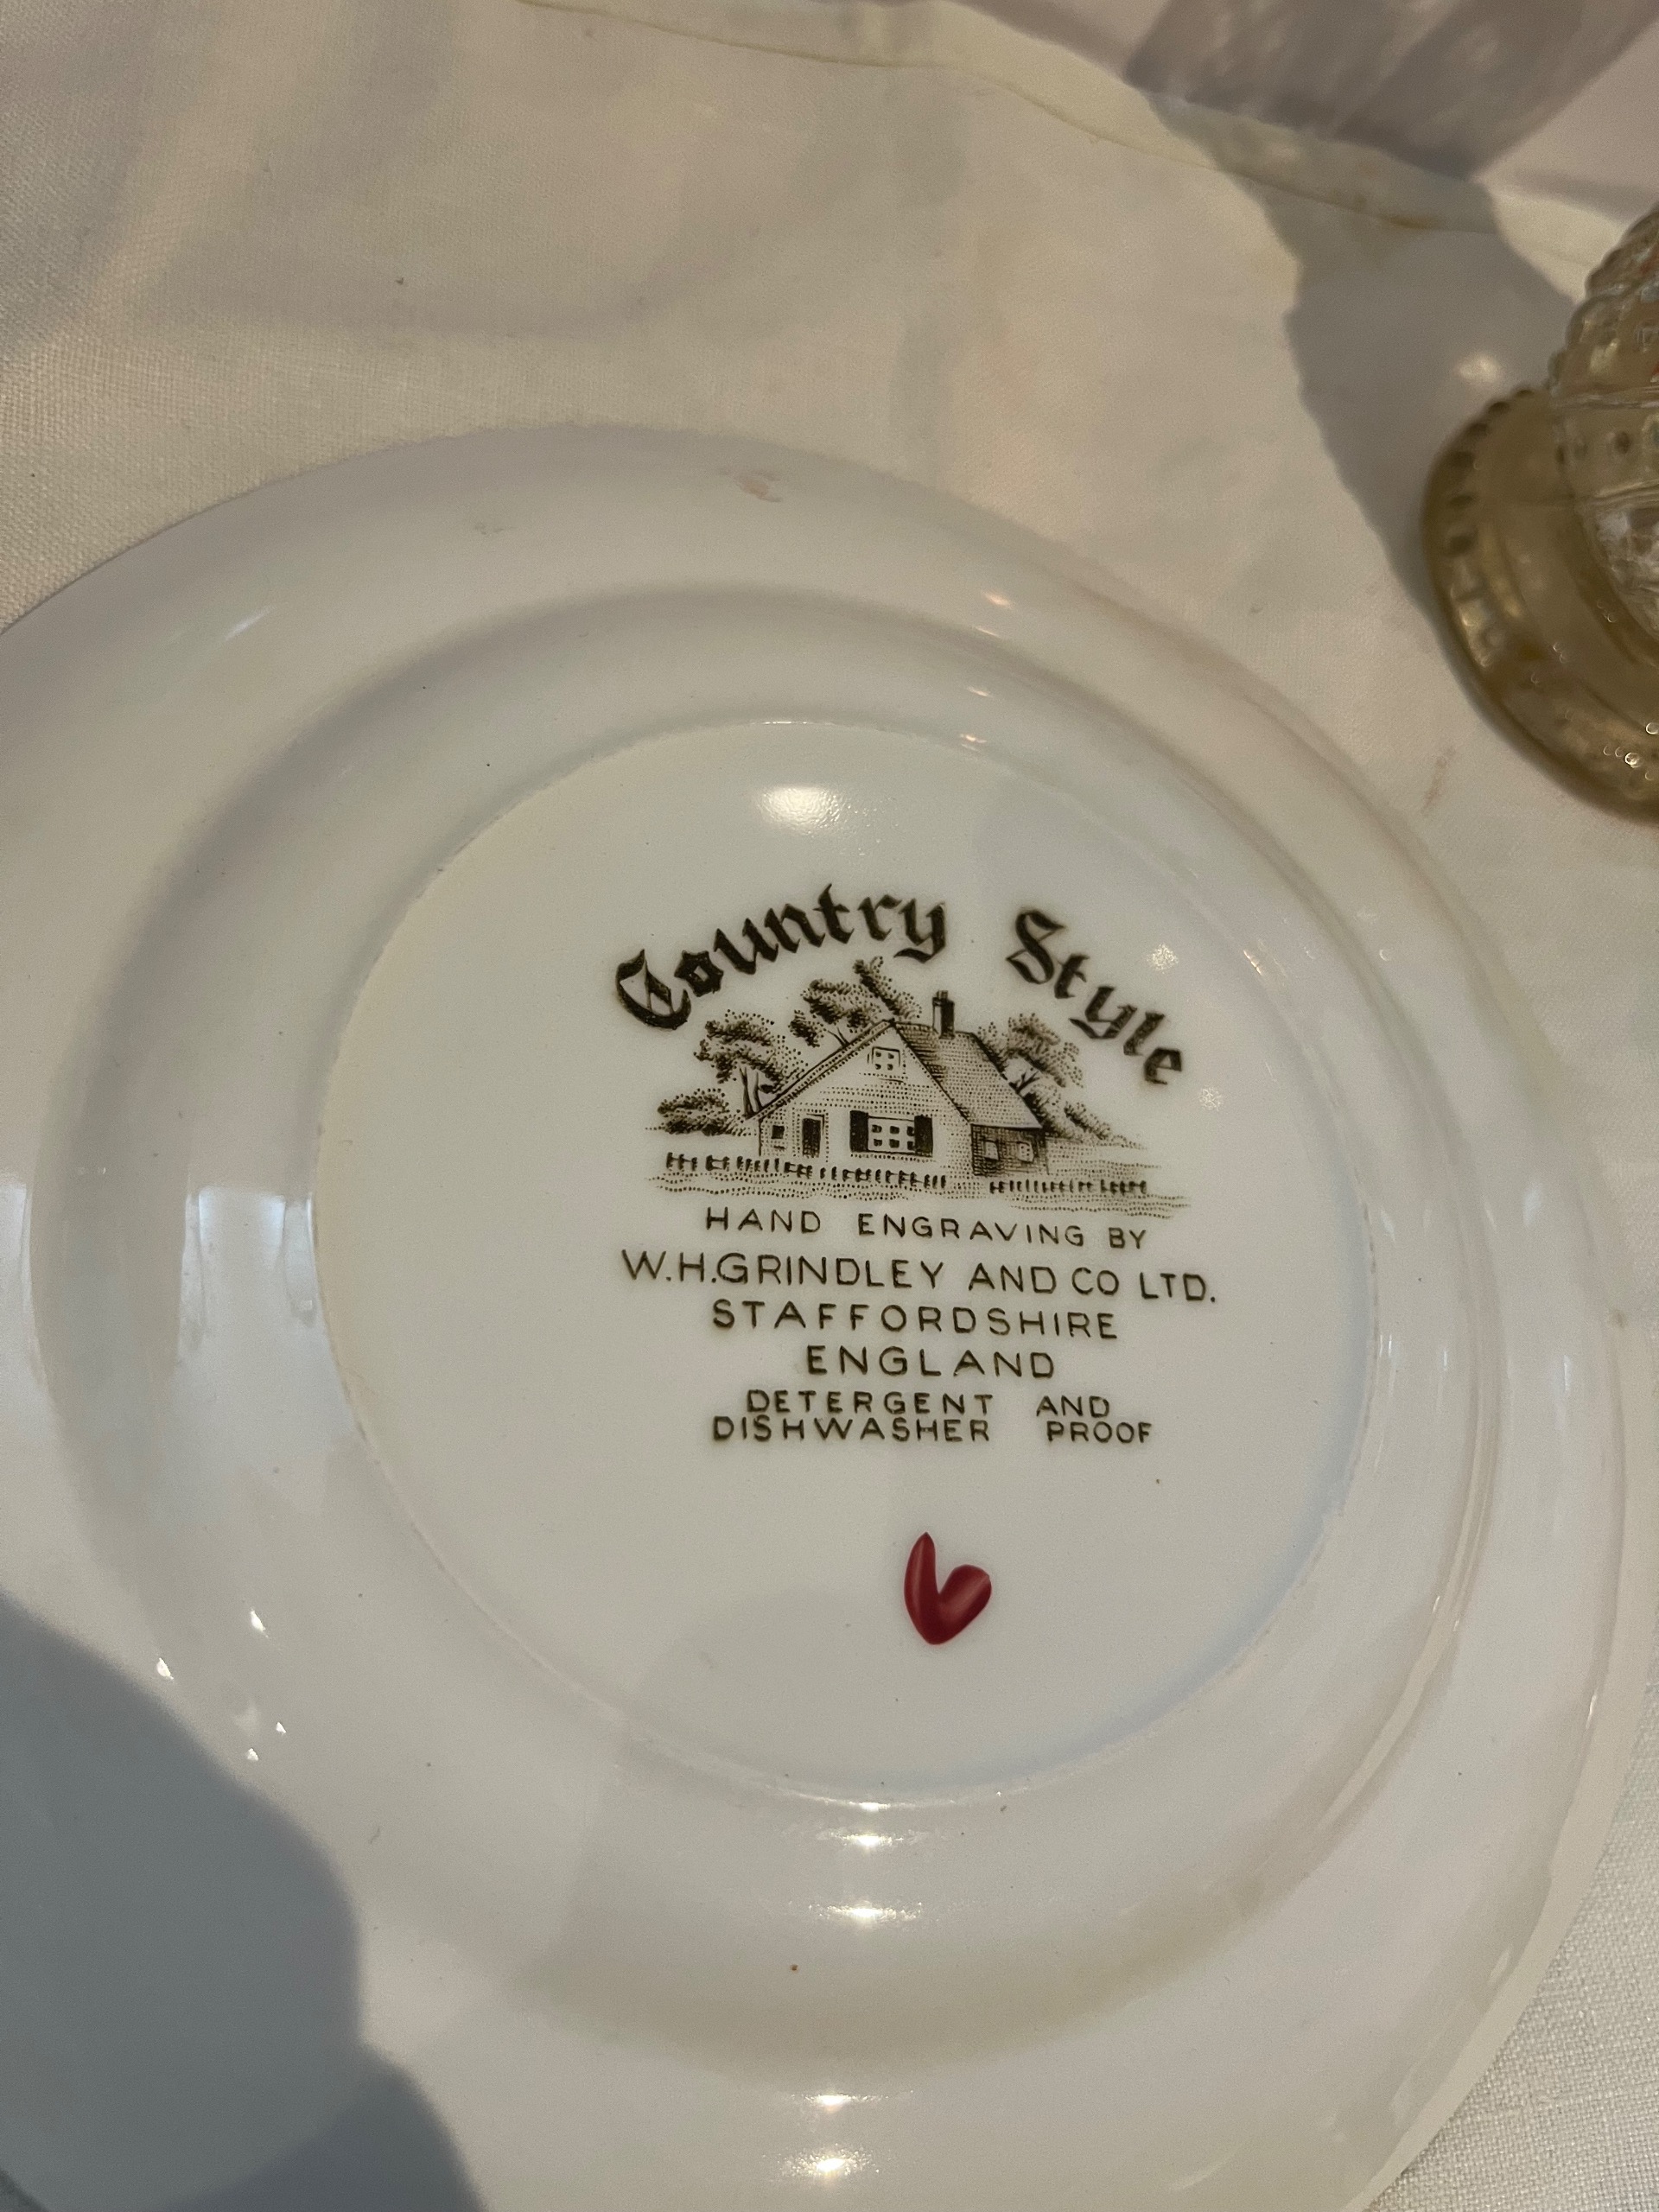 Country Style
HAND ENGRAVING BY
W.H.GRINDLEY AND CO LTD.
STAFFORDSHIRE
ENGLAND
DETERGENT AND
DISHWASHER PROOF